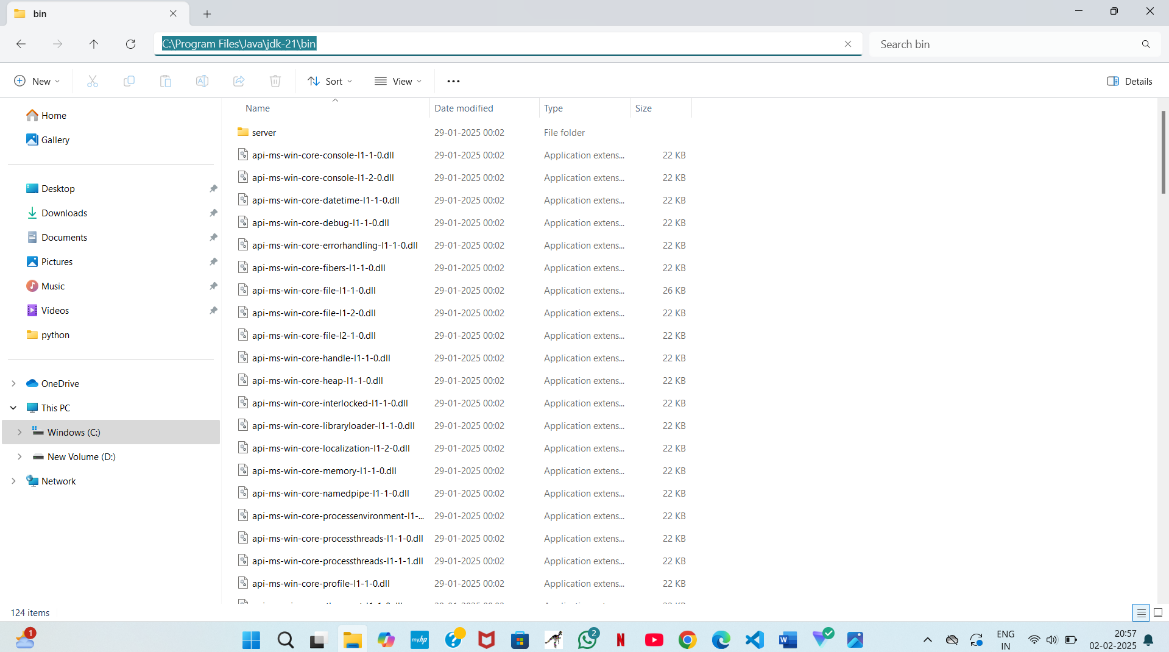 bin
C:\Program Files\Java\jdk-21\bin
Search bin
New
Sort
View
Details
Name Date modified Type Size
Home
Gallery
Desktop
Downloads
Documents
Pictures
Music
Videos
python
OneDrive
This PC
Windows (C:)
New Volume (D:)
Network
server 29-01-2025 00:02 File folder
api-ms-win-core-console-l1-1-0.dll 29-01-2025 00:02 Application extens... 22 KB
api-ms-win-core-console-l1-2-0.dll 29-01-2025 00:02 Application extens... 22 KB
api-ms-win-core-datetime-l1-1-0.dll 29-01-2025 00:02 Application extens... 22 KB
api-ms-win-core-debug-l1-1-0.dll 29-01-2025 00:02 Application extens... 22 KB
api-ms-win-core-errorhandling-l1-1-0.dll 29-01-2025 00:02 Application extens... 22 KB
api-ms-win-core-fibers-l1-1-0.dll 29-01-2025 00:02 Application extens... 22 KB
api-ms-win-core-file-l1-1-0.dll 29-01-2025 00:02 Application extens... 26 KB
api-ms-win-core-file-l1-2-0.dll 29-01-2025 00:02 Application extens... 22 KB
api-ms-win-core-file-l2-1-0.dll 29-01-2025 00:02 Application extens... 22 KB
api-ms-win-core-handle-l1-1-0.dll 29-01-2025 00:02 Application extens... 22 KB
api-ms-win-core-heap-l1-1-0.dll 29-01-2025 00:02 Application extens... 22 KB
api-ms-win-core-interlocked-l1-1-0.dll 29-01-2025 00:02 Application extens... 22 KB
api-ms-win-core-libraryloader-l1-1-0.dll 29-01-2025 00:02 Application extens... 22 KB
api-ms-win-core-localization-l1-2-0.dll 29-01-2025 00:02 Application extens... 22 KB
api-ms-win-core-memory-l1-1-0.dll 29-01-2025 00:02 Application extens... 22 KB
api-ms-win-core-namedpipe-l1-1-0.dll 29-01-2025 00:02 Application extens... 22 KB
api-ms-win-core-processenvironment-l1-... 29-01-2025 00:02 Application extens... 22 KB
api-ms-win-core-processthreads-l1-1-0.dll 29-01-2025 00:02 Application extens... 22 KB
api-ms-win-core-processthreads-l1-1-1.dll 29-01-2025 00:02 Application extens... 22 KB
api-ms-win-core-profile-l1-1-0.dll 29-01-2025 00:02 Application extens... 22 KB
124 items
1
myhp
2
ENG
IN
20:57
02-02-2025